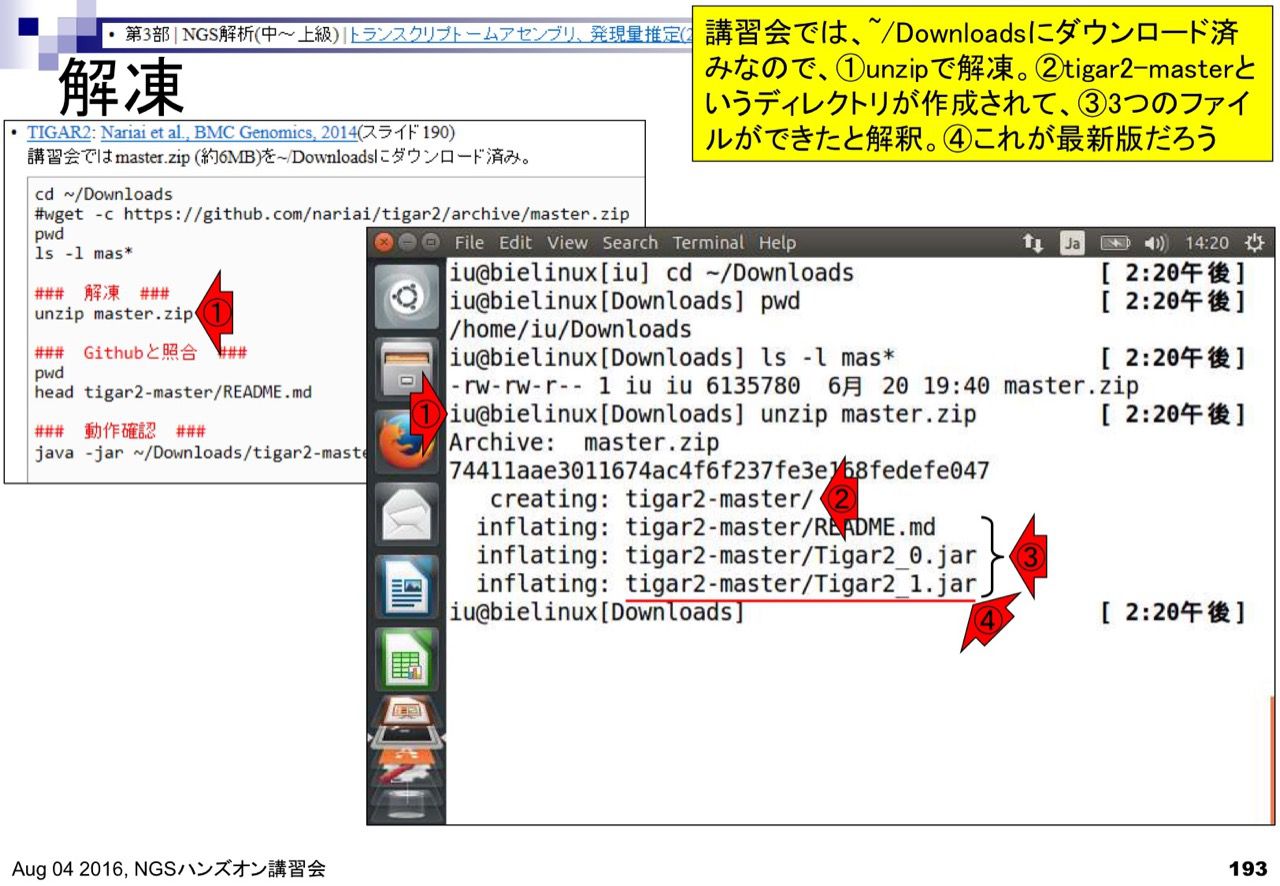 • 第3部 | NGS解析(中～上級) | トランスクリプトームアセンブリ、発現量推定(2
解凍
講習会では、~/Downloadsにダウンロード済
みなので、①unzipで解凍。②tigar2-masterと
いうディレクトリが作成されて、③3つのファイ
ルができたと解釈。④これが最新版だろう
• TIGAR2: Nariai et al., BMC Genomics, 2014(スライド190)
講習会ではmaster.zip (約6MB)を~/Downloadsにダウンロード済み。
cd ~/Downloads
#wget -c https://github.com/nariai/tigar2/archive/master.zip
pwd
ls -l mas*
### 解凍 ###
unzip master.zip
①
### Githubと照合 ###
pwd
head tigar2-master/README.md
### 動作確認 ###
java -jar ~/Downloads/tigar2-maste
File Edit View Search Terminal Help
Ja 14:20
iu@bielinux[iu] cd ~/Downloads [ 2:20午後]
iu@bielinux[Downloads] pwd [ 2:20午後]
/home/iu/Downloads
iu@bielinux[Downloads] ls -l mas* [ 2:20午後]
-rw-rw-r-- 1 iu iu 6135780 6月 20 19:40 master.zip
① iu@bielinux[Downloads] unzip master.zip [ 2:20午後]
Archive: master.zip
creating: tigar2-master/ ②
inflating: tigar2-master/README.md
inflating: tigar2-master/Tigar2_0.jar ③
inflating: tigar2-master/Tigar2_1.jar
iu@bielinux[Downloads] [ 2:20午後]
④
Aug 04 2016, NGSハンズオン講習会
193